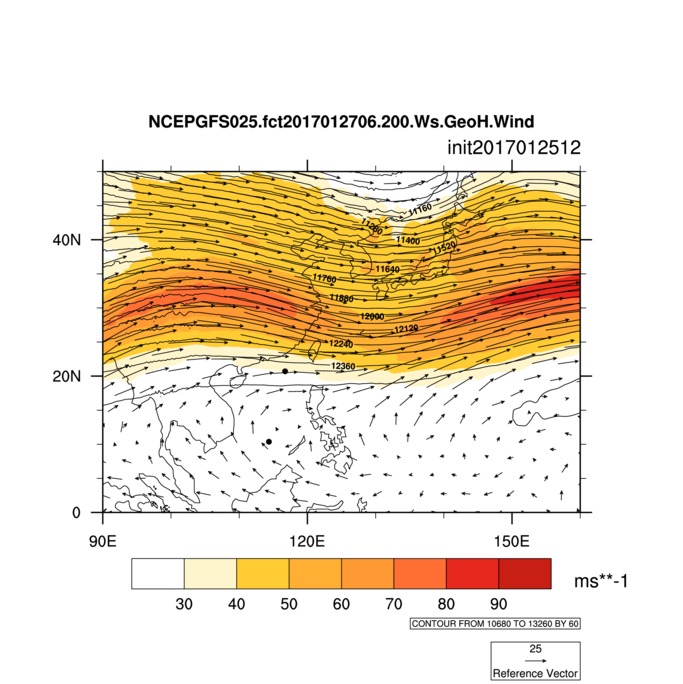 NCEPGFS025.fct2017012706.200.Ws.GeoH.Wind
init2017012512
11160
11280
11400
11520
40N
11640
11760
11880
12000
12120
12240
12360
20N
0
90E 120E 150E
ms**-1
30 40 50 60 70 80 90
CONTOUR FROM 10680 TO 13260 BY 60
25
Reference Vector